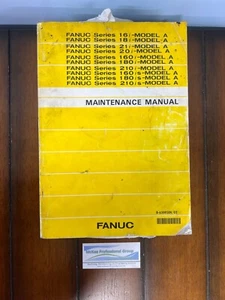 FANUC Series 16i-MODEL A
FANUC Series 18i-MODEL A
FANUC Series 21i-MODEL A
FANUC Series 20i-MODEL A
FANUC Series 160i-MODEL A
FANUC Series 180i-MODEL A
FANUC Series 210i-MODEL A
FANUC Series 160is-MODEL A
FANUC Series 180is-MODEL A
FANUC Series 210is-MODEL A
MAINTENANCE MANUAL
FANUC
Professional Group